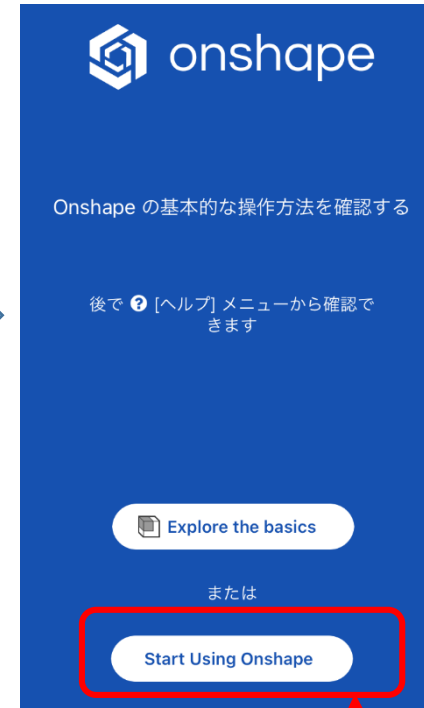 onshape
Onshape の基本的な操作方法を確認する
後で ? [ヘルプ] メニューから確認で
きます
Explore the basics
または
Start Using Onshape